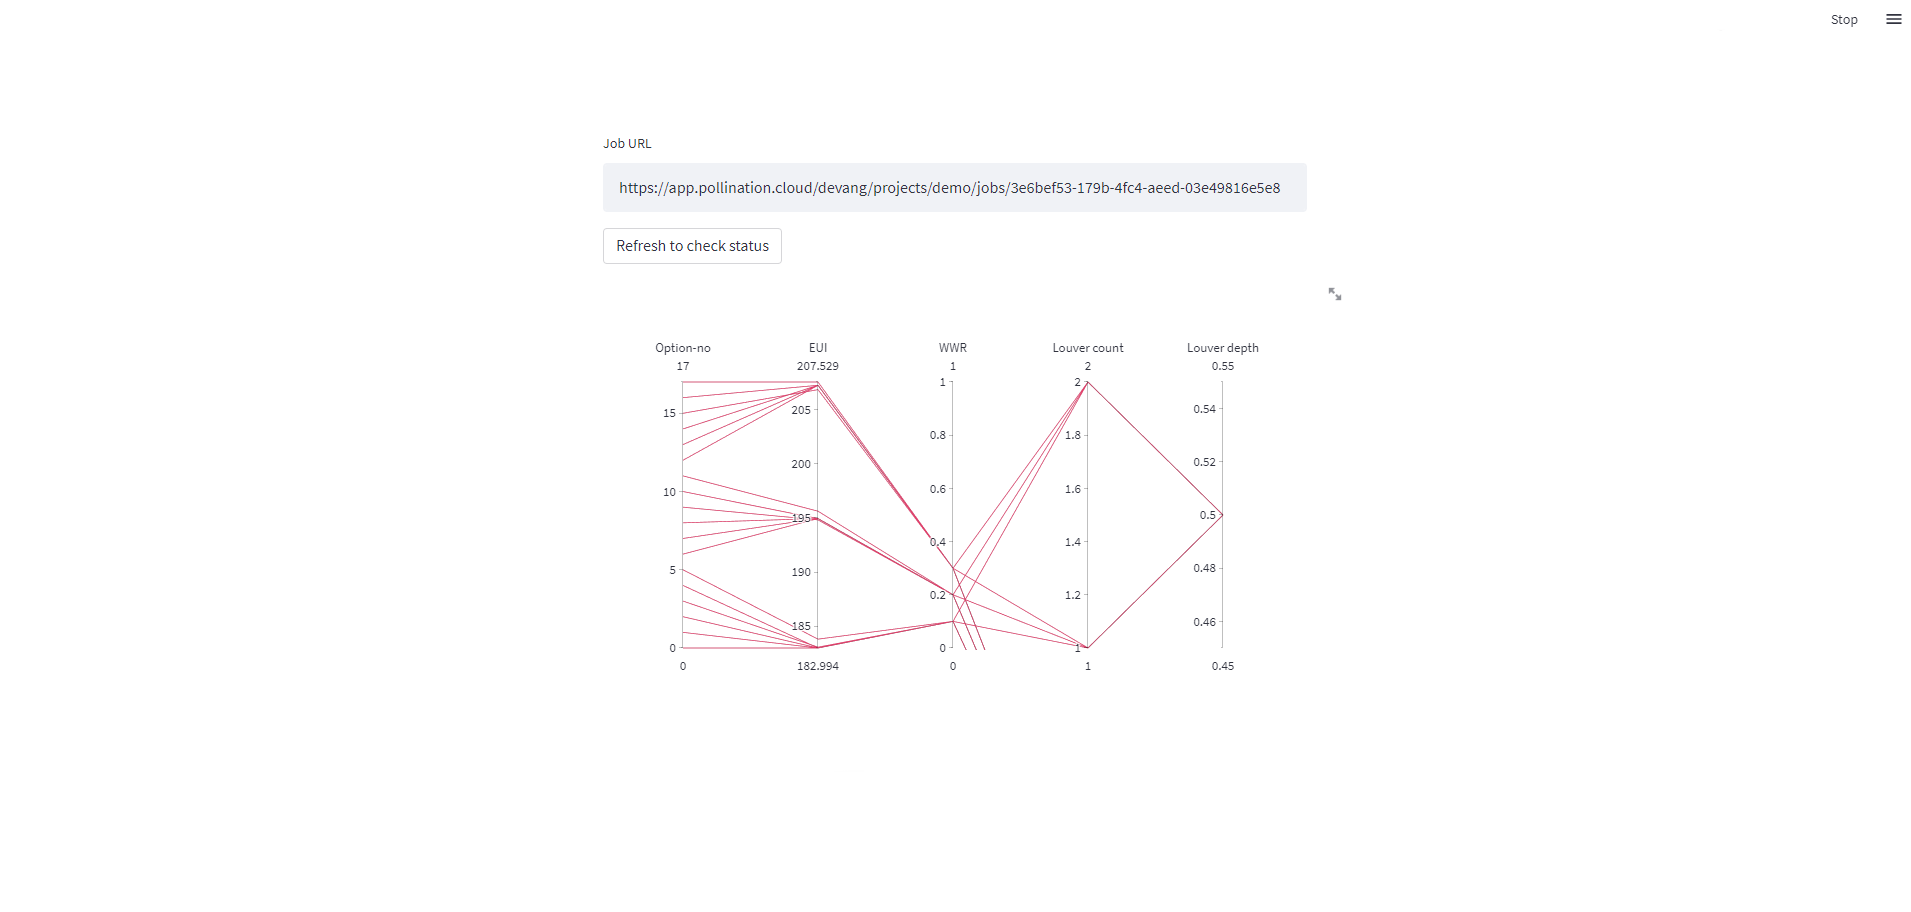 Stop
Job URL
https://app.pollination.cloud/devang/projects/demo/jobs/3e6bef53-179b-4fc4-aeed-03e49816e5e8
Refresh to check status
Option-no EUI WWR Louver count Louver depth
17 207.529 1 2 0.55
1 2
15 205 0.54
0.8 1.8
200 0.52
10 0.6 1.6
195 0.5
0.4 1.4
5 190 0.48
0.2 1.2
185 0.46
0 0 1
0 182.994 0 1 0.45